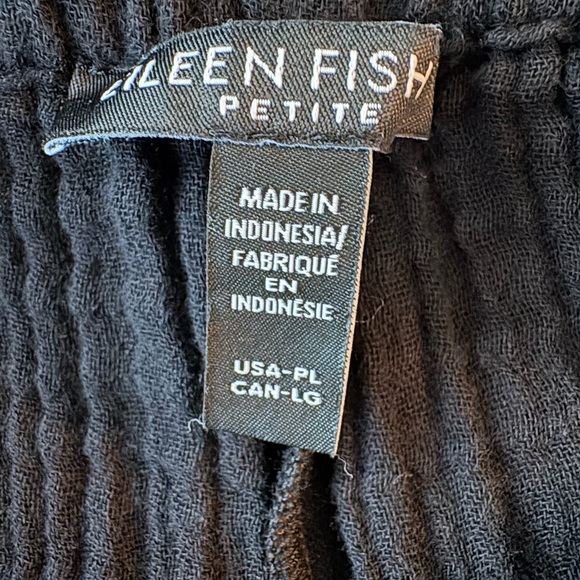 EILEEN FISH
PETITE
MADE IN
INDONESIA/
FABRIQUÉ
EN
INDONÉSIE
USA-PL
CAN-LG